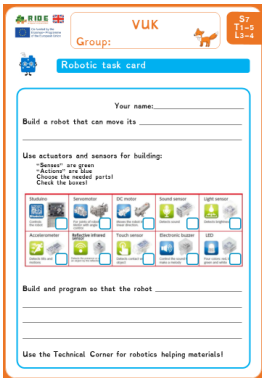 RIDE
VUK
Group:
S7
T1-5
L3-4
Robotic task card
Your name:
Build a robot that can move its
Use actuators and sensors for building:
"Senses" are green
"Actions" are blue
Choose the needed parts!
Check the boxes!
Studuino Servomotor DC motor Sound sensor Light sensor
Accelerometer Reflective infrared sensor Touch sensor Electronic buzzer LED
Build and program so that the robot
Use the Technical Corner for robotics helping materials!